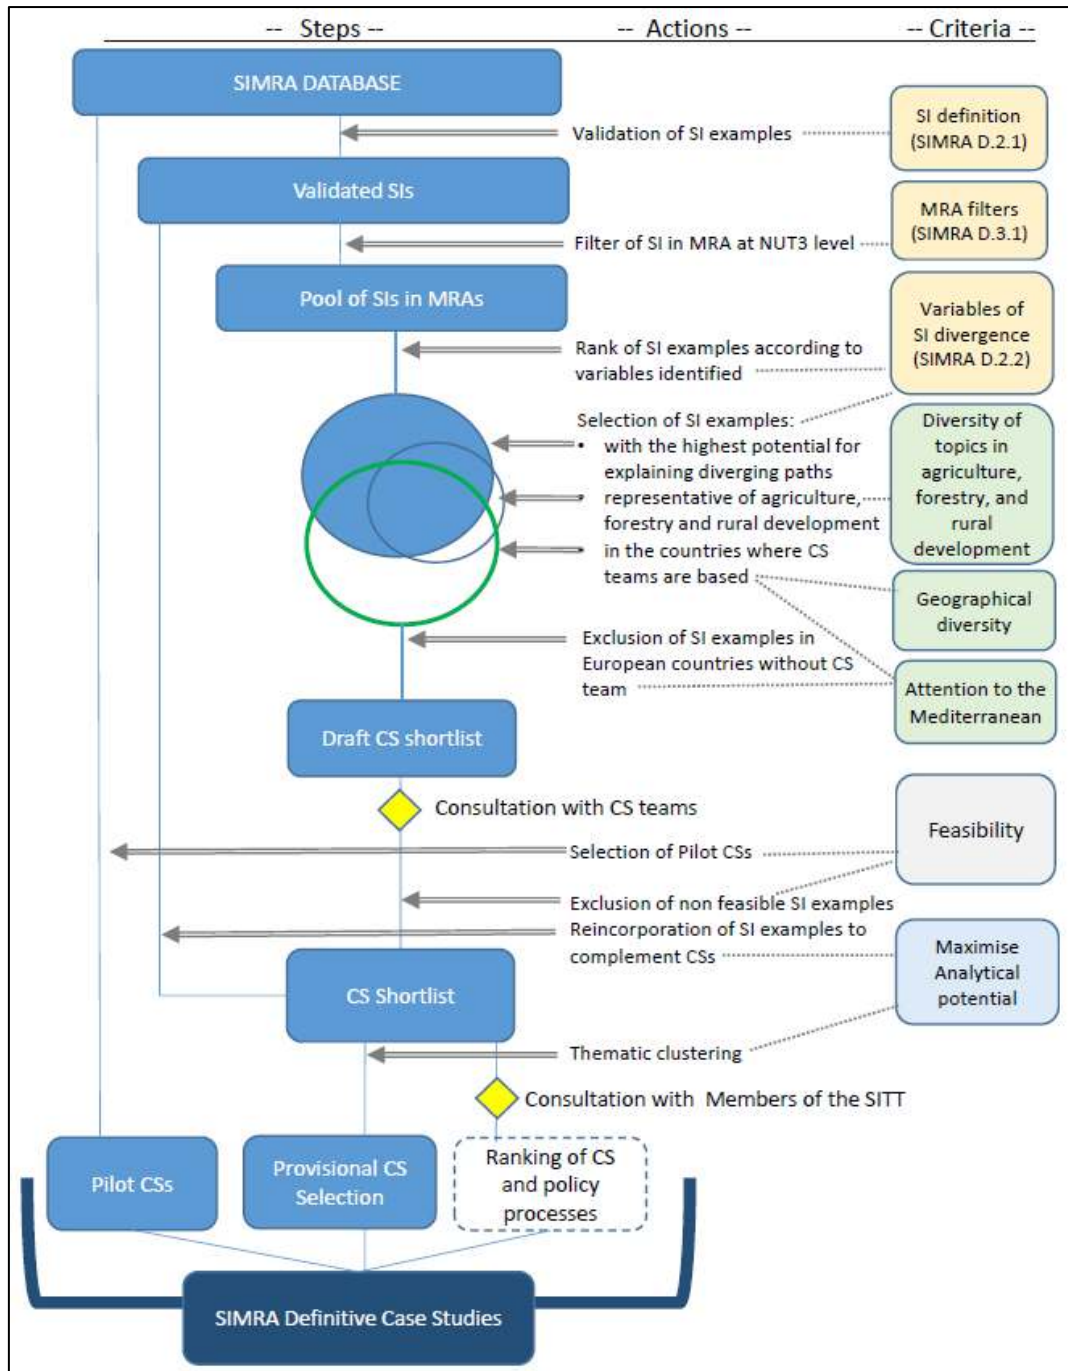 -- Steps --
-- Actions --
-- Criteria --
SIMRA DATABASE
SI definition
(SIMRA D.2.1)
Validation of SI examples
Validated SIs
MRA filters
(SIMRA D.3.1)
Filter of SI in MRA at NUT3 level
Pool of SIs in MRAs
Variables of
SI divergence
(SIMRA D.2.2)
Rank of SI examples according to
variables identified
Selection of SI examples:
• with the highest potential for
explaining diverging paths
• representative of agriculture,
forestry and rural development
• in the countries where CS
teams are based
Diversity of
topics in
agriculture,
forestry, and
rural
development
Geographical
diversity
Exclusion of SI examples in
European countries without CS
team
Attention to the
Mediterranean
Draft CS shortlist
Consultation with CS teams
Feasibility
Selection of Pilot CSs
Exclusion of non feasible SI examples
Reincorporation of SI examples to
complement CSs
Maximise
Analytical
potential
CS Shortlist
Thematic clustering
Consultation with Members of the SITT
Pilot CSs
Provisional CS
Selection
Ranking of CS
and policy
processes
SIMRA Definitive Case Studies